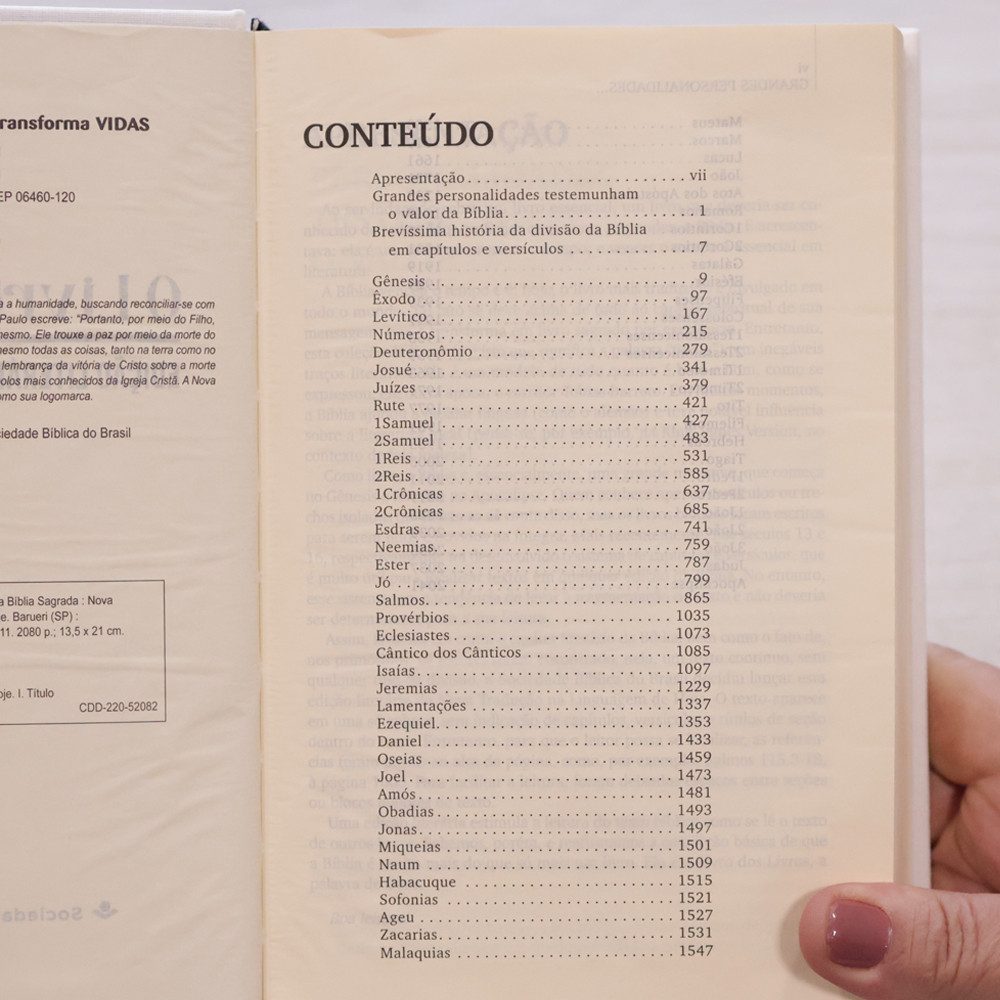 ransforma VIDAS
EP 06460-120
a a humanidade, buscando reconciliar-se com
Paulo escreve: “Portanto, por meio do Filho,
nesmo. Ele trouxe a paz por meio da morte do
nesmo todas as coisas, tanto na terra como no
lembrança da vitória de Cristo sobre a morte
olos mais conhecidos da Igreja Cristã. A Nova
omo sua logomarca.
ciedade Bíblica do Brasil
a Bíblia Sagrada : Nova
e. Barueri (SP) :
11. 2080 p.; 13,5 x 21 cm.
oje. I. Título
CDD-220-52082
CONTEÚDO
Apresentação . . . . . . . . . . . . . . . . . . . . . . . . . vii
Grandes personalidades testemunham
o valor da Bíblia. . . . . . . . . . . . . . . . . . . . . . 1
Brevíssima história da divisão da Bíblia
em capítulos e versículos . . . . . . . . . . . . . . . 7
Gênesis . . . . . . . . . . . . . . . . . . . . . . . . . . . . . 9
Êxodo . . . . . . . . . . . . . . . . . . . . . . . . . . . . . 97
Levítico. . . . . . . . . . . . . . . . . . . . . . . . . . . . 167
Números . . . . . . . . . . . . . . . . . . . . . . . . . . . 215
Deuteronômio . . . . . . . . . . . . . . . . . . . . . . . 279
Josué. . . . . . . . . . . . . . . . . . . . . . . . . . . . . . 341
Juízes . . . . . . . . . . . . . . . . . . . . . . . . . . . . . 379
Rute . . . . . . . . . . . . . . . . . . . . . . . . . . . . . . 421
1Samuel . . . . . . . . . . . . . . . . . . . . . . . . . . . 427
2Samuel . . . . . . . . . . . . . . . . . . . . . . . . . . . 483
1Reis . . . . . . . . . . . . . . . . . . . . . . . . . . . . . . 531
2Reis . . . . . . . . . . . . . . . . . . . . . . . . . . . . . . 585
1Crônicas . . . . . . . . . . . . . . . . . . . . . . . . . . 637
2Crônicas . . . . . . . . . . . . . . . . . . . . . . . . . . 685
Esdras . . . . . . . . . . . . . . . . . . . . . . . . . . . . . 741
Neemias. . . . . . . . . . . . . . . . . . . . . . . . . . . . 759
Ester . . . . . . . . . . . . . . . . . . . . . . . . . . . . . . 787
Jó . . . . . . . . . . . . . . . . . . . . . . . . . . . . . . . . 799
Salmos. . . . . . . . . . . . . . . . . . . . . . . . . . . . . 865
Provérbios . . . . . . . . . . . . . . . . . . . . . . . . . 1035
Eclesiastes . . . . . . . . . . . . . . . . . . . . . . . . . 1073
Cântico dos Cânticos . . . . . . . . . . . . . . . . . 1085
Isaías . . . . . . . . . . . . . . . . . . . . . . . . . . . . . 1097
Jeremias . . . . . . . . . . . . . . . . . . . . . . . . . . 1229
Lamentações . . . . . . . . . . . . . . . . . . . . . . . 1337
Ezequiel. . . . . . . . . . . . . . . . . . . . . . . . . . . 1353
Daniel . . . . . . . . . . . . . . . . . . . . . . . . . . . . 1433
Oseias . . . . . . . . . . . . . . . . . . . . . . . . . . . . 1459
Joel . . . . . . . . . . . . . . . . . . . . . . . . . . . . . . 1473
Amós . . . . . . . . . . . . . . . . . . . . . . . . . . . . . 1481
Obadias . . . . . . . . . . . . . . . . . . . . . . . . . . . 1493
Jonas . . . . . . . . . . . . . . . . . . . . . . . . . . . . . 1497
Miqueias . . . . . . . . . . . . . . . . . . . . . . . . . . 1501
Naum . . . . . . . . . . . . . . . . . . . . . . . . . . . . 1509
Habacuque . . . . . . . . . . . . . . . . . . . . . . . . 1515
Sofonias . . . . . . . . . . . . . . . . . . . . . . . . . . 1521
Ageu . . . . . . . . . . . . . . . . . . . . . . . . . . . . . 1527
Zacarias . . . . . . . . . . . . . . . . . . . . . . . . . . . 1531
Malaquias . . . . . . . . . . . . . . . . . . . . . . . . . 1547